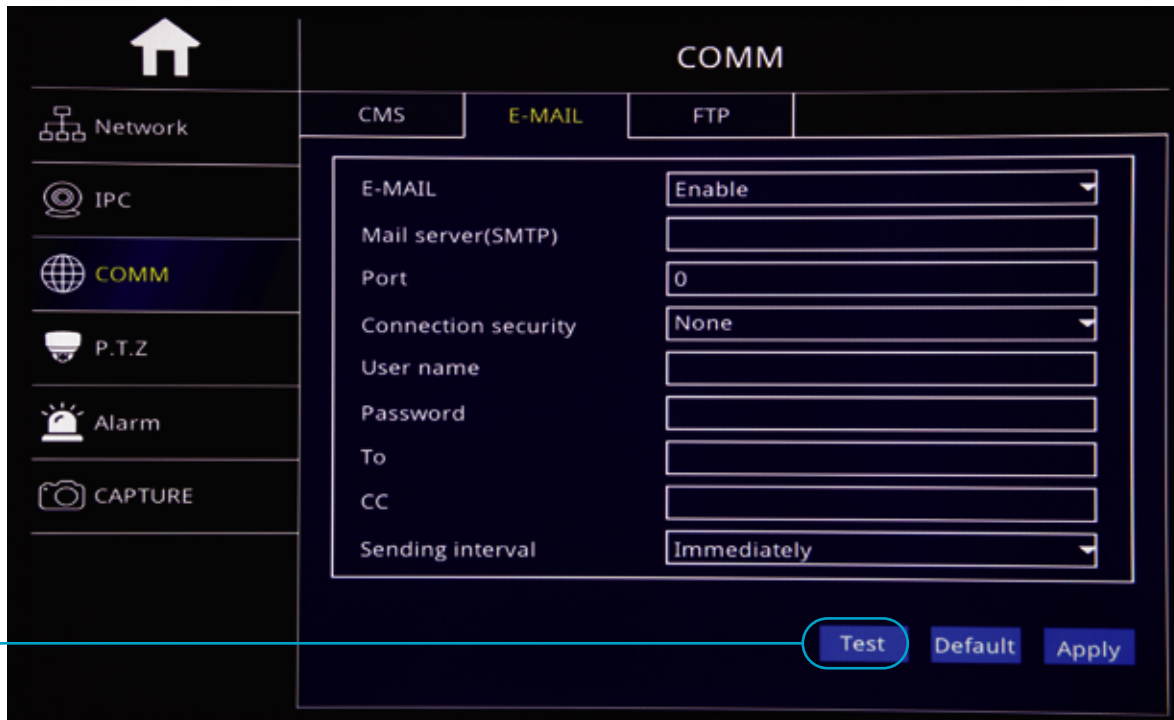 COMM
Network
IPC
COMM
P.T.Z
Alarm
CAPTURE
CMS E-MAIL FTP
E-MAIL Enable
Mail server(SMTP)
Port 0
Connection security None
User name
Password
To
CC
Sending interval Immediately
Test Default Apply